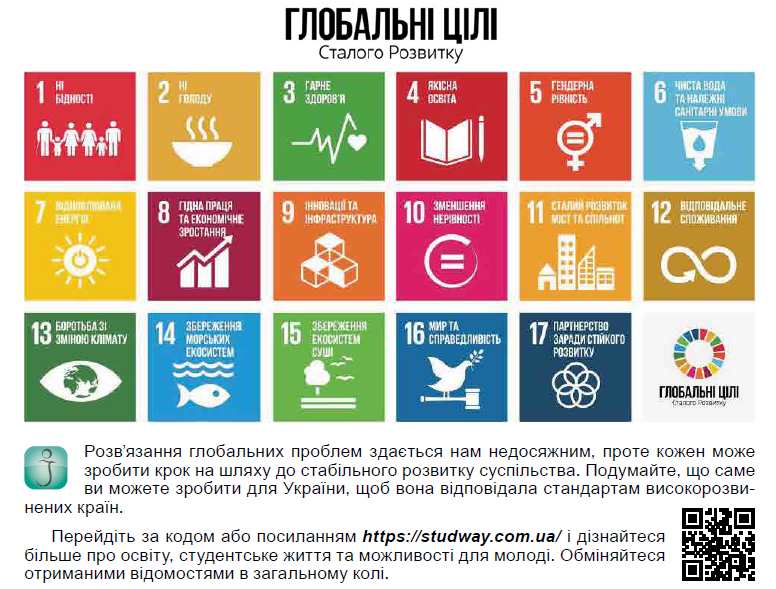 ГЛОБАЛЬНІ ЦІЛІ
Сталого Розвитку
1 НІ
БІДНОСТІ
2 НІ
ГОЛОДУ
3 ГАРНЕ
ЗДОРОВ'Я
4 ЯКІСНА
ОСВІТА
5 ГЕНДЕРНА
РІВНІСТЬ
6 ЧИСТА ВОДА
ТА НАЛЕЖНІ
САНІТАРНІ УМОВИ
7 ВІДНОВЛЮВАНА
ЕНЕРГІЯ
8 ГІДНА ПРАЦЯ
ТА ЕКОНОМІЧНЕ
ЗРОСТАННЯ
9 ІННОВАЦІЇ ТА
ІНФРАСТРУКТУРА
10 ЗМЕНШЕННЯ
НЕРІВНОСТІ
11 СТАЛИЙ РОЗВИТОК
МІСТ ТА СПІЛЬНОТ
12 ВІДПОВІДАЛЬНЕ
СПОЖИВАННЯ
13 БОРОТЬБА ЗІ
ЗМІНОЮ КЛІМАТУ
14 ЗБЕРЕЖЕННЯ
МОРСЬКИХ
ЕКОСИСТЕМ
15 ЗБЕРЕЖЕННЯ
ЕКОСИСТЕМ
СУШІ
16 МИР ТА
СПРАВЕДЛИВІСТЬ
17 ПАРТНЕРСТВО
ЗАРАДИ СТІЙКОГО
РОЗВИТКУ
ГЛОБАЛЬНІ ЦІЛІ
Сталого Розвитку
Розв'язання глобальних проблем здається нам недосяжним, проте кожен може
зробити крок на шляху до стабільного розвитку суспільства. Подумайте, що саме
ви можете зробити для України, щоб вона відповідала стандартам високорозви-
нених країн.
Перейдіть за кодом або посиланням https://studway.com.ua/ і дізнайтеся
більше про освіту, студентське життя та можливості для молоді. Обміняйтеся
отриманими відомостями в загальному колі.